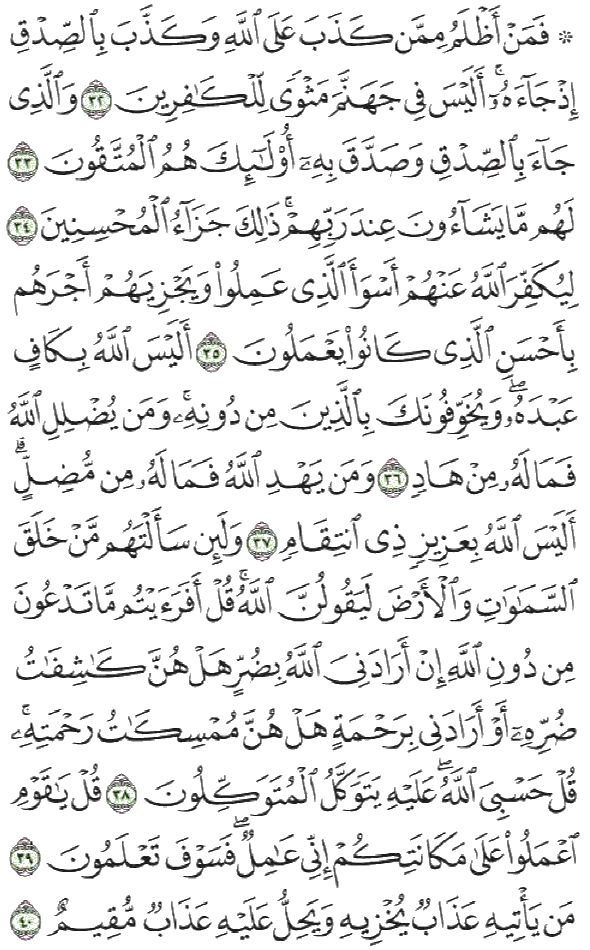 ۞ فَمَنْ أَظْلَمُ مِمَّن كَذَبَ عَلَى ٱللَّهِ وَكَذَّبَ بِٱلصِّدْقِ
إِذْ جَآءَهُۥٓۚ أَلَيْسَ فِى جَهَنَّمَ مَثْوًى لِّلْكَٰفِرِينَ ٣٢ وَٱلَّذِى
جَآءَ بِٱلصِّدْقِ وَصَدَّقَ بِهِۦٓ أُو۟لَٰٓئِكَ هُمُ ٱلْمُتَّقُونَ ٣٣
لَهُم مَّا يَشَآءُونَ عِندَ رَبِّهِمْۚ ذَٰلِكَ جَزَآءُ ٱلْمُحْسِنِينَ ٣٤
لِيُكَفِّرَ ٱللَّهُ عَنْهُمْ أَسْوَأَ ٱلَّذِى عَمِلُوا۟ وَيَجْزِيَهُمْ أَجْرَهُم
بِأَحْسَنِ ٱلَّذِى كَانُوا۟ يَعْمَلُونَ ٣٥ أَلَيْسَ ٱللَّهُ بِكَافٍ
عَبْدَهُۥۖ وَيُخَوِّفُونَكَ بِٱلَّذِينَ مِن دُونِهِۦۚ وَمَن يُضْلِلِ ٱللَّهُ
فَمَا لَهُۥ مِنْ هَادٍ ٣٦ وَمَن يَهْدِ ٱللَّهُ فَمَا لَهُۥ مِن مُّضِلٍّۗ
أَلَيْسَ ٱللَّهُ بِعَزِيزٍ ذِى ٱنتِقَامٍ ٣٧ وَلَئِن سَأَلْتَهُم مَّنْ خَلَقَ
ٱلسَّمَٰوَٰتِ وَٱلْأَرْضَ لَيَقُولُنَّ ٱللَّهُۚ قُلْ أَفَرَءَيْتُم مَّا تَدْعُونَ
مِن دُونِ ٱللَّهِ إِنْ أَرَادَنِىَ ٱللَّهُ بِضُرٍّ هَلْ هُنَّ كَٰشِفَٰتُ
ضُرِّهِۦٓ أَوْ أَرَادَنِى بِرَحْمَةٍ هَلْ هُنَّ مُمْسِكَٰتُ رَحْمَتِهِۦۚ
قُلْ حَسْبِىَ ٱللَّهُۖ عَلَيْهِ يَتَوَكَّلُ ٱلْمُتَوَكِّلُونَ ٣٨ قُلْ يَٰقَوْمِ
ٱعْمَلُوا۟ عَلَىٰ مَكَانَتِكُمْ إِنِّى عَٰمِلٌۖ فَسَوْفَ تَعْلَمُونَ ٣٩
مَن يَأْتِيهِ عَذَابٌ يُخْزِيهِ وَيَحِلُّ عَلَيْهِ عَذَابٌ مُّقِيمٌ ٤٠